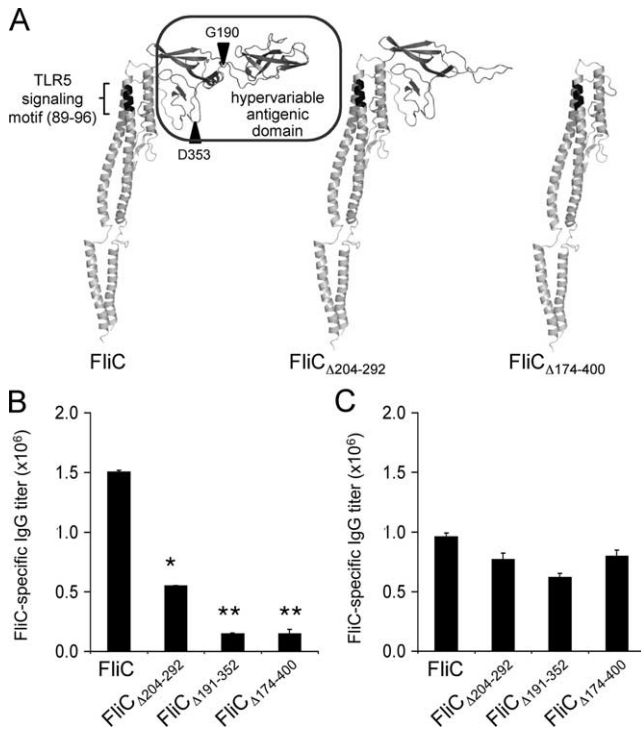 A
G190
TLR5
signaling
motif (89-96)
hypervariable
antigenic
domain
D353
FliC
FliCΔ204-292
FliCΔ174-400
B
FliC-specific IgG titer (x10⁶)
2.0
1.5
1.0
0.5
0.0
*
**
**
FliC
FliCΔ204-292
FliCΔ191-352
FliCΔ174-400
C
FliC-specific IgG titer (x10⁶)
2.0
1.5
1.0
0.5
0.0
FliC
FliCΔ204-292
FliCΔ191-352
FliCΔ174-400